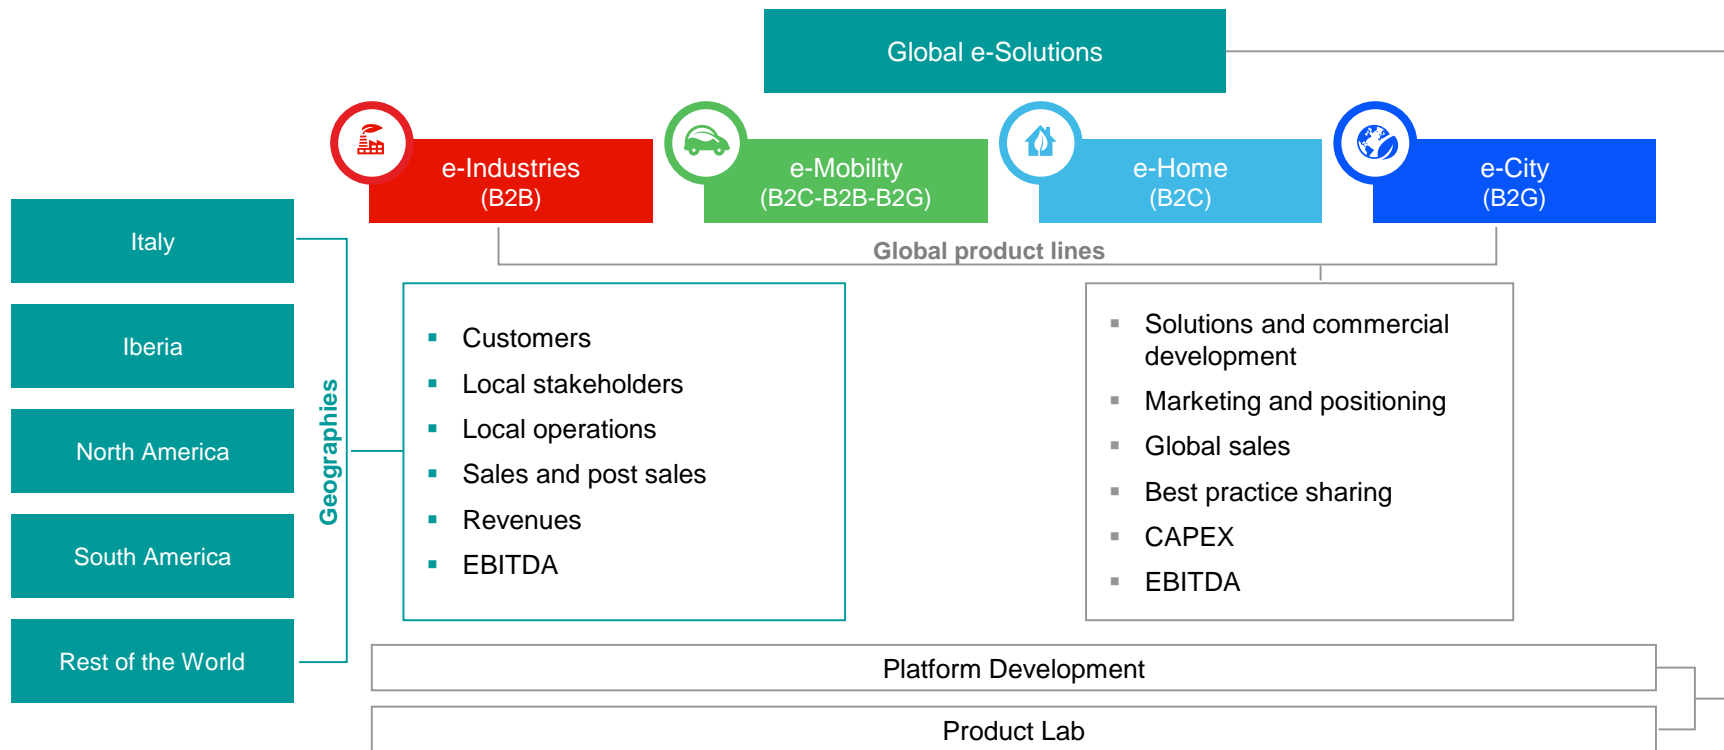 Global e-Solutions
e-Industries
(B2B)
e-Mobility
(B2C-B2B-B2G)
e-Home
(B2C)
e-City
(B2G)
Global product lines
Italy
Iberia
North America
South America
Rest of the World
Geographies
Customers
Local stakeholders
Local operations
Sales and post sales
Revenues
EBITDA
Solutions and commercial
development
Marketing and positioning
Global sales
Best practice sharing
CAPEX
EBITDA
Platform Development
Product Lab